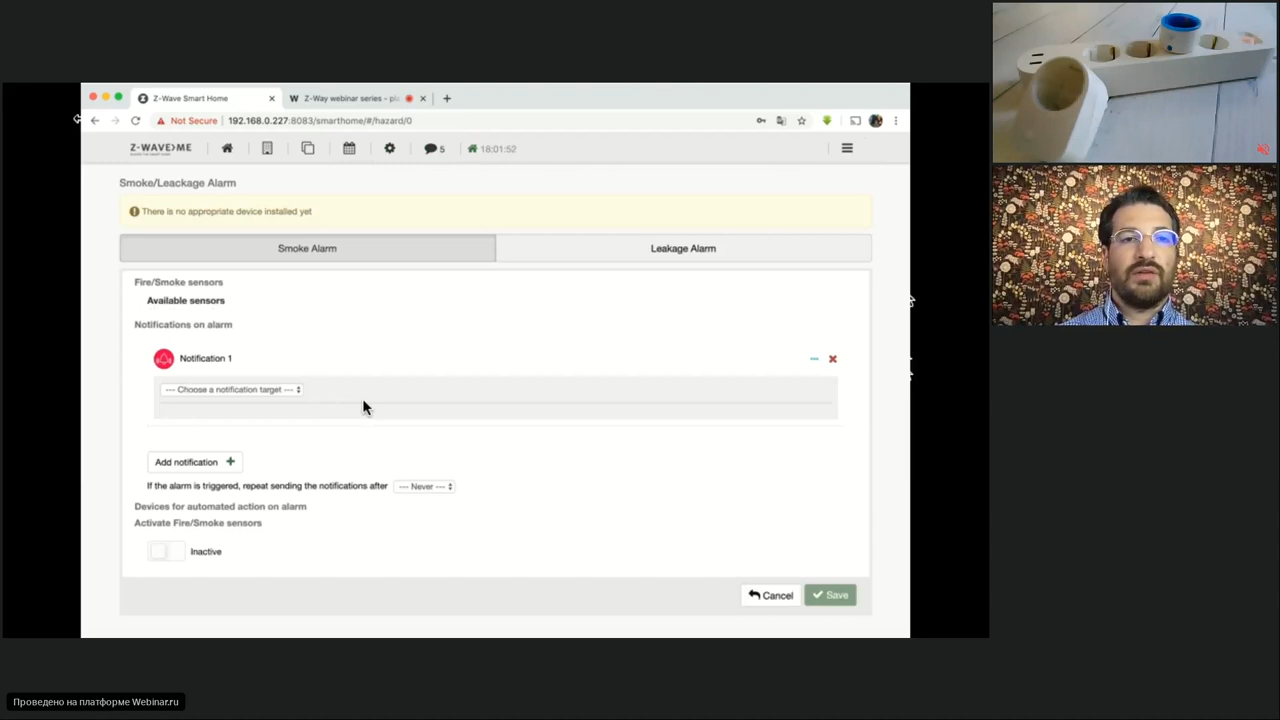 Z-Wave Smart Home
Z-Way webinar series - pl
Not Secure
192.168.0.227:8083/smarthome/#/hazard/0
Z-WAVE>ME
5
18:01:52
Smoke/Leackage Alarm
There is no appropriate device installed yet
Smoke Alarm
Leakage Alarm
Fire/Smoke sensors
Available sensors
Notifications on alarm
Notification 1
--- Choose a notification target ---
Add notification +
If the alarm is triggered, repeat sending the notifications after --- Never ---
Devices for automated action on alarm
Activate Fire/Smoke sensors
Inactive
Cancel
Save
Проведено на платформе Webinar.ru